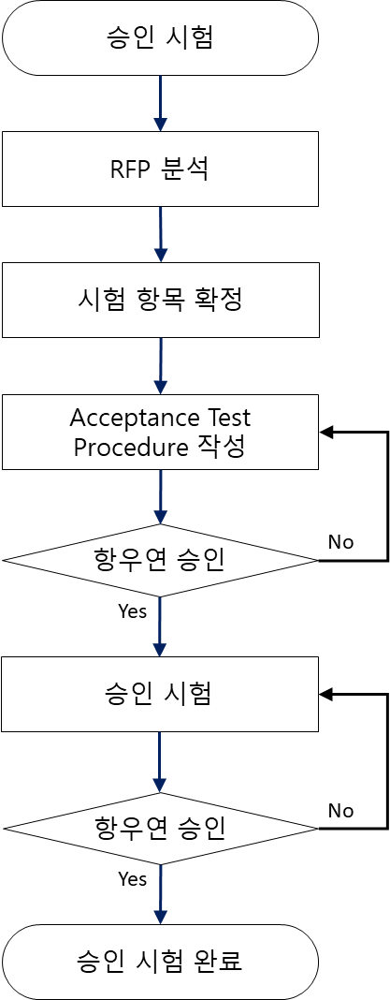 승인 시험
RFP 분석
시험 항목 확정
Acceptance Test
Procedure 작성
항우연 승인
No
Yes
승인 시험
항우연 승인
No
Yes
승인 시험 완료